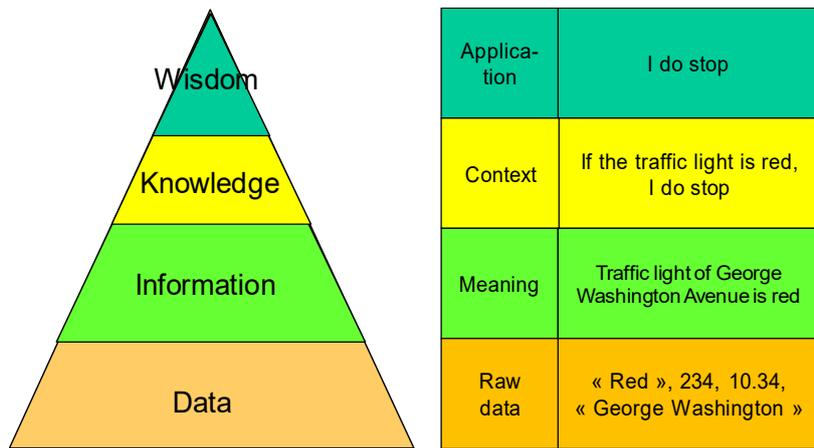 Wisdom
Knowledge
Information
Data
Applica-
tion
I do stop
Context
If the traffic light is red,
I do stop
Meaning
Traffic light of George
Washington Avenue is red
Raw
data
« Red », 234, 10.34,
« George Washington »